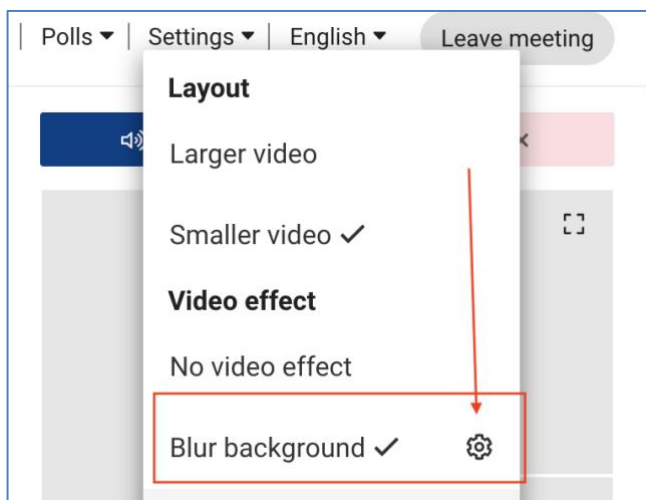 Polls ▼ | Settings ▼ | English ▼ Leave meeting
Layout
Larger video
Smaller video ✓
Video effect
No video effect
Blur background ✓